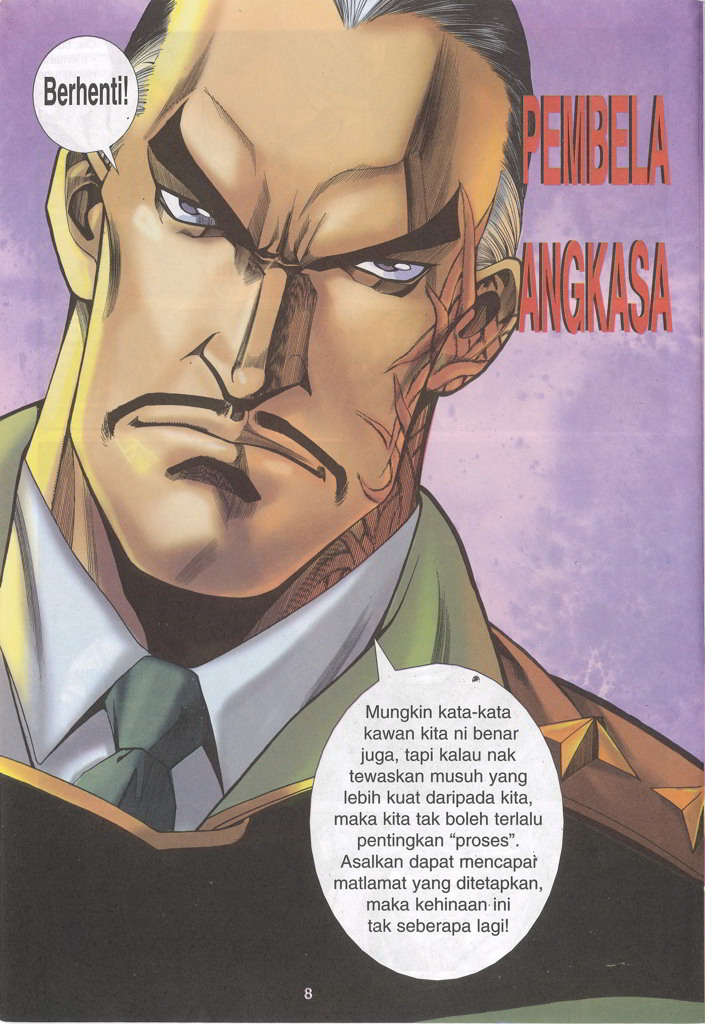 Berhenti!
PEMBELA
ANGKASA
Mungkin kata-kata
kawan kita ni benar
juga, tapi kalau nak
tewaskan musuh yang
lebih kuat daripada kita,
maka kita tak boleh terlalu
pentingkan “proses”.
Asalkan dapat mencapai
matlamat yang ditetapkan,
maka kehinaan ini
tak seberapa lagi!
8